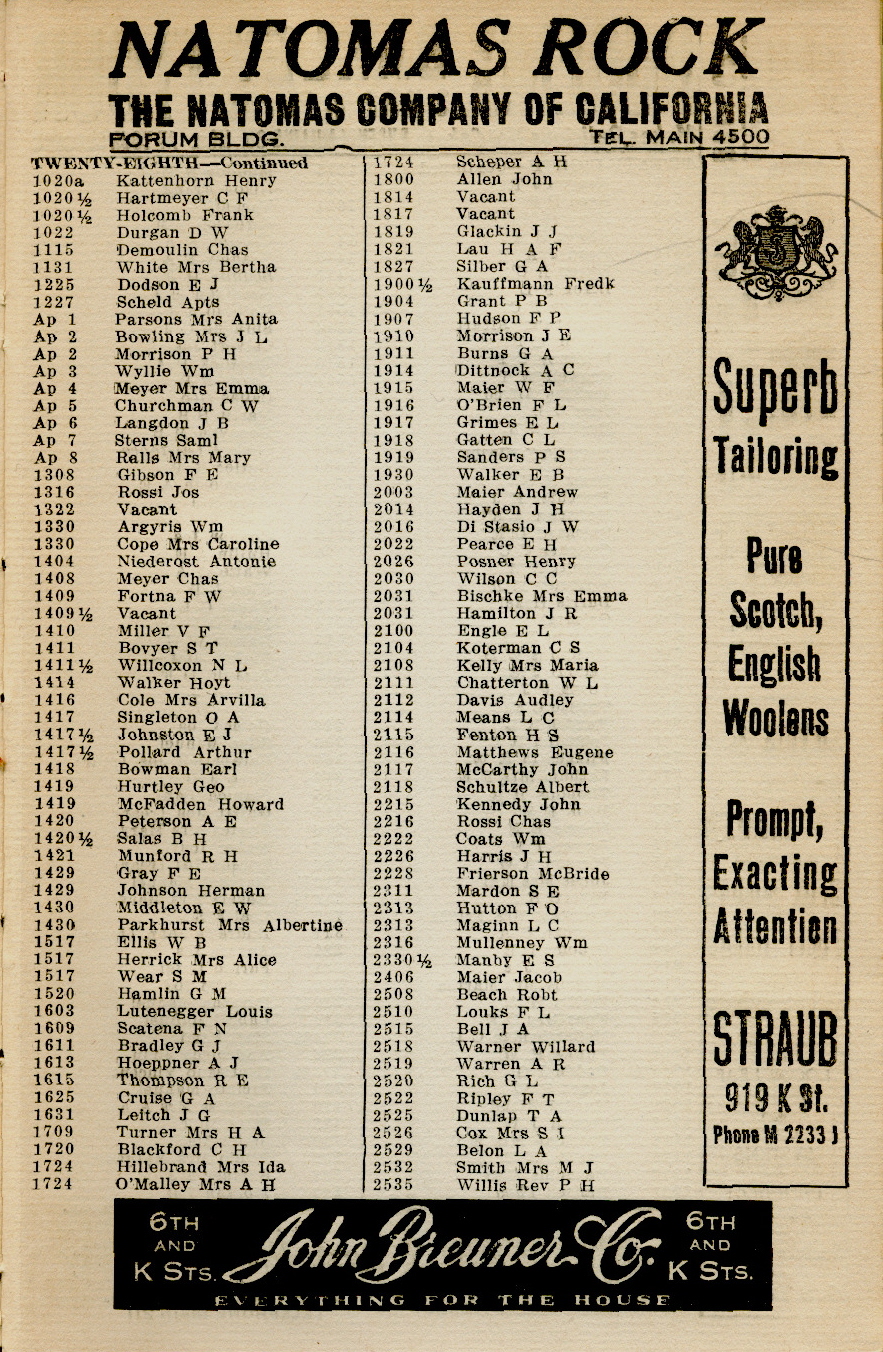 NATOMAS ROCK
THE NATOMAS COMPANY OF CALIFORNIA
FORUM BLDG. TEL. MAIN 4500
TWENTY-EIGHTH—Continued
1020a Kattenhorn Henry
1020½ Hartmeyer C F
1020½ Holcomb Frank
1022 Durgan D W
1115 Demoulin Chas
1131 White Mrs Bertha
1225 Dodson E J
1227 Scheld Apts
Ap 1 Parsons Mrs Anita
Ap 2 Bowling Mrs J L
Ap 2 Morrison P H
Ap 3 Wyllie Wm
Ap 4 Meyer Mrs Emma
Ap 5 Churchman C W
Ap 6 Langdon J B
Ap 7 Sterns Saml
Ap 8 Ralls Mrs Mary
1308 Gibson F E
1316 Rossi Jos
1322 Vacant
1330 Argyris Wm
1330 Cope Mrs Caroline
1404 Niederost Antonie
1408 Meyer Chas
1409 Fortna F W
1409½ Vacant
1410 Miller V F
1411 Bovyer S T
1411½ Willcoxon N L
1414 Walker Hoyt
1416 Cole Mrs Arvilla
1417 Singleton O A
1417½ Johnston E J
1417½ Pollard Arthur
1418 Bowman Earl
1419 Hurtley Geo
1419 McFadden Howard
1420 Peterson A E
1420½ Salas B H
1421 Munford R H
1429 Gray F E
1429 Johnson Herman
1430 Middleton E W
1430 Parkhurst Mrs Albertine
1517 Ellis W B
1517 Herrick Mrs Alice
1517 Wear S M
1520 Hamlin G M
1603 Lutenegger Louis
1609 Scatena F N
1611 Bradley G J
1613 Hoeppner A J
1615 Thompson R E
1625 Cruise G A
1631 Leitch J G
1709 Turner Mrs H A
1720 Blackford C H
1724 Hillebrand Mrs Ida
1724 O'Malley Mrs A H
1724 Scheper A H
1800 Allen John
1814 Vacant
1817 Vacant
1819 Glackin J J
1821 Lau H A F
1827 Silber G A
1900½ Kauffmann Fredk
1904 Grant P B
1907 Hudson F P
1910 Morrison J E
1911 Burns G A
1914 Dittnock A C
1915 Maier W F
1916 O'Brien F L
1917 Grimes E L
1918 Gatten C L
1919 Sanders P S
1930 Walker E B
2003 Maier Andrew
2014 Hayden J H
2016 Di Stasio J W
2022 Pearce E H
2026 Posner Henry
2030 Wilson C C
2031 Bischke Mrs Emma
2031 Hamilton J R
2100 Engle E L
2104 Koterman C S
2108 Kelly Mrs Maria
2111 Chatterton W L
2112 Davis Audley
2114 Means L C
2115 Fenton H S
2116 Matthews Eugene
2117 McCarthy John
2118 Schultze Albert
2215 Kennedy John
2216 Rossi Chas
2222 Coats Wm
2226 Harris J H
2228 Frierson McBride
2311 Mardon S E
2313 Hutton F O
2313 Maginn L C
2316 Mullenney Wm
2330½ Manby E S
2406 Maier Jacob
2508 Beach Robt
2510 Louks F L
2515 Bell J A
2518 Warner Willard
2519 Warren A R
2520 Rich G L
2522 Ripley F T
2525 Dunlap T A
2526 Cox Mrs S I
2529 Belon L A
2532 Smith Mrs M J
2535 Willis Rev P H
S
Superb
Tailoring
Pure
Scotch,
English
Woolens
Prompt,
Exacting
Attention
STRAUB
919 K St.
Phone M 2233 J
6TH AND K STS.
John Breuner Co.
6TH AND K STS.
EVERYTHING FOR THE HOUSE